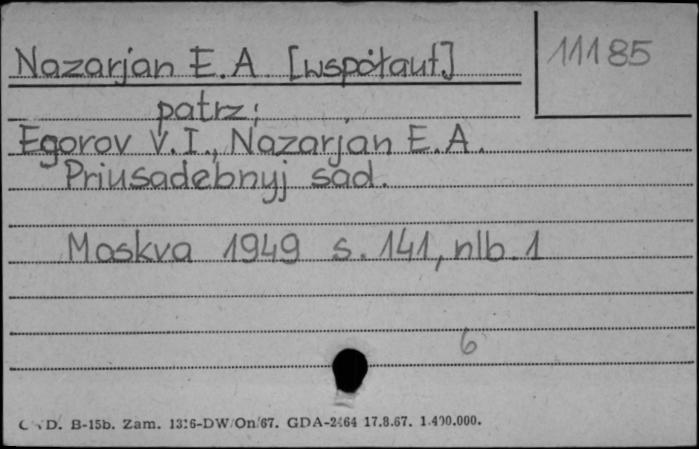 Nazarjan E.A [współaut.]
11185
patrz:
Egorov V.I., Nazarjan E.A.
Priusadebnyj sad.
Moskva 1949 s. 141, nlb. 1
6
D. B-15b. Zam. 1316-DW/On/67. GDA-2464 17.8.67. 1.400.000.